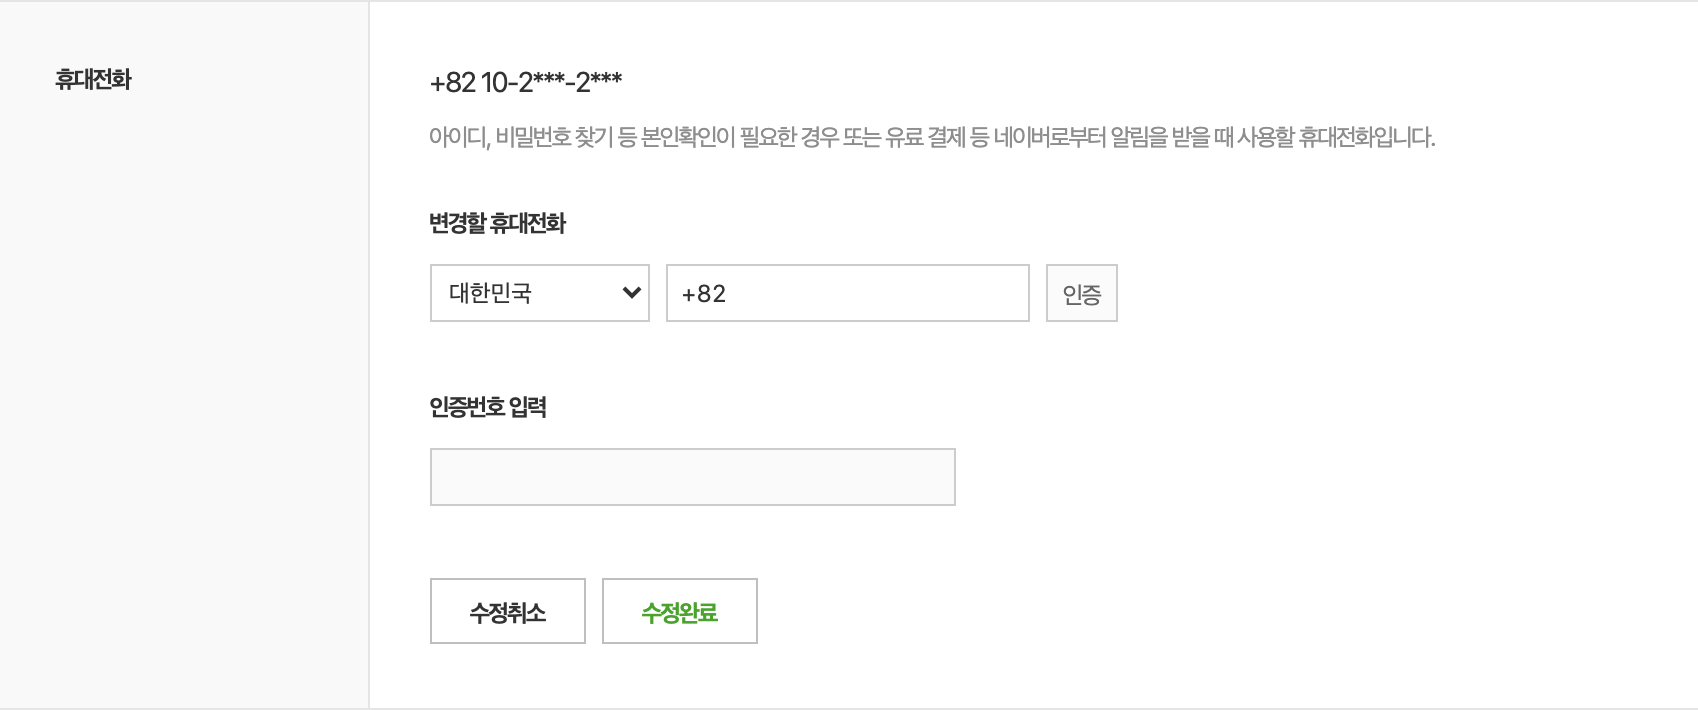 휴대전화
+82 10-2***-2***
아이디, 비밀번호 찾기 등 본인확인이 필요한 경우 또는 유료 결제 등 네이버로부터 알림을 받을 때 사용할 휴대전화입니다.
변경할 휴대전화
대한민국 +82 인증
인증번호 입력
수정취소 수정완료